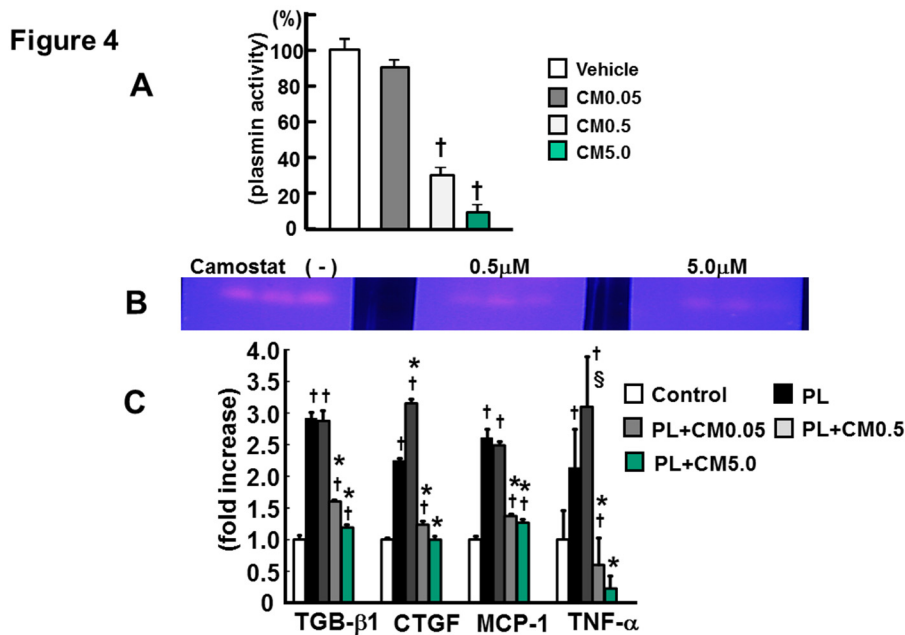 Figure 4
A
(%)
(plasmin activity)
100
80
60
40
20
0
†
†
Vehicle
CM0.05
CM0.5
CM5.0
B
Camostat ( - ) 0.5μM 5.0μM
C
(fold increase)
4.0
3.5
3.0
2.5
2.0
1.5
1.0
0.5
0
† †
*
†
*
†
†
*
†
*
†
*
†
†
* *
† †
†
†
§
*
†
*
TGB-β1 CTGF MCP-1 TNF-α
Control PL
PL+CM0.05 PL+CM0.5
PL+CM5.0